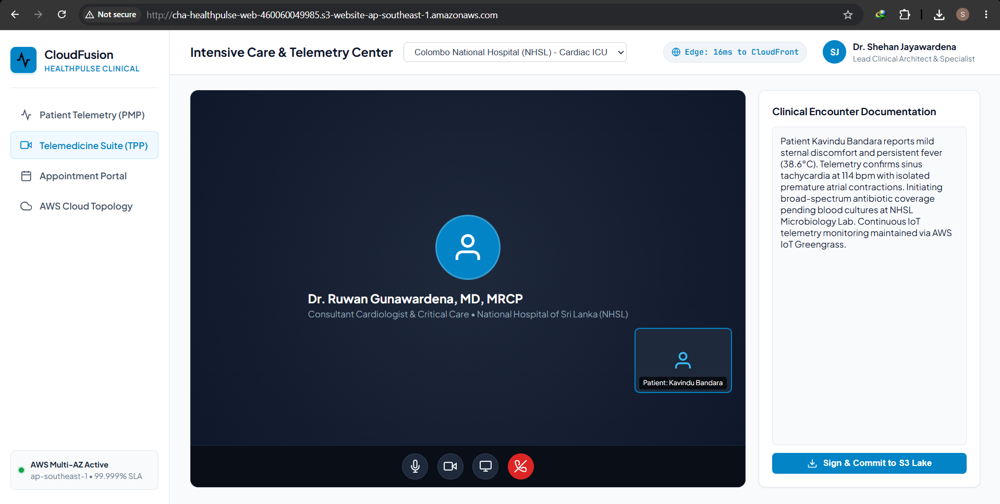 Not secure
http://cha-healthpulse-web-460060049985.s3-website-ap-southeast-1.amazonaws.com
S
CloudFusion
HEALTHPULSE CLINICAL
Patient Telemetry (PMP)
Telemedicine Suite (TPP)
Appointment Portal
AWS Cloud Topology
AWS Multi-AZ Active
ap-southeast-1 • 99.999% SLA
Intensive Care & Telemetry Center
Colombo National Hospital (NHSL) - Cardiac ICU
Edge: 16ms to CloudFront
SJ
Dr. Shehan Jayawardena
Lead Clinical Architect & Specialist
Dr. Ruwan Gunawardena, MD, MRCP
Consultant Cardiologist & Critical Care • National Hospital of Sri Lanka (NHSL)
Patient: Kavindu Bandara
Clinical Encounter Documentation
Patient Kavindu Bandara reports mild
sternal discomfort and persistent fever
(38.6°C). Telemetry confirms sinus
tachycardia at 114 bpm with isolated
premature atrial contractions. Initiating
broad-spectrum antibiotic coverage
pending blood cultures at NHSL
Microbiology Lab. Continuous IoT
telemetry monitoring maintained via AWS
IoT Greengrass.
Sign & Commit to S3 Lake